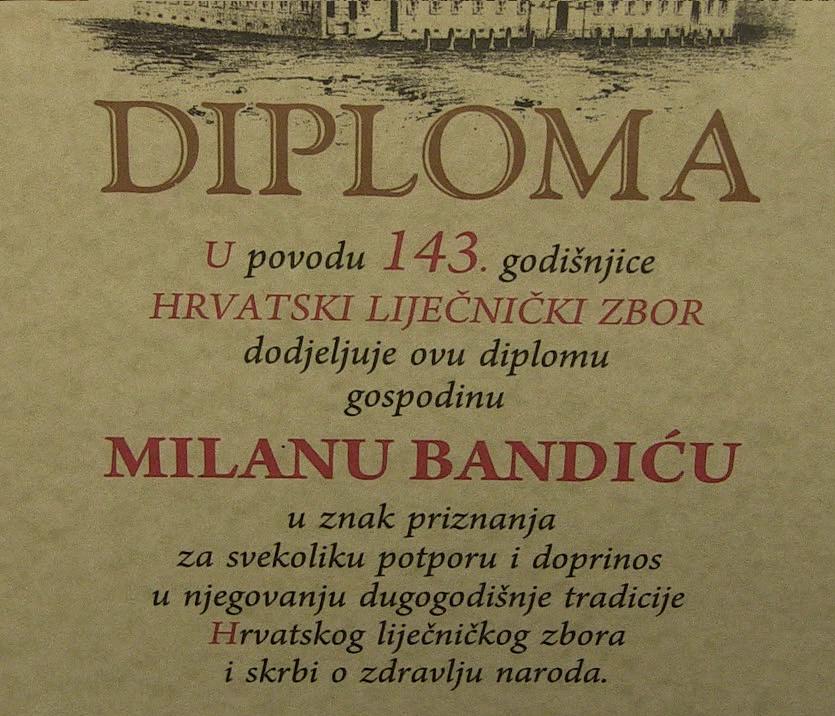 DIPLOMA
U povodu 143. godišnjice
HRVATSKI LIJEČNIČKI ZBOR
dodjeljuje ovu diplomu
gospodinu
MILANU BANDIĆU
u znak priznanja
za svekoliku potporu i doprinos
u njegovanju dugogodišnje tradicije
Hrvatskog liječničkog zbora
i skrbi o zdravlju naroda.